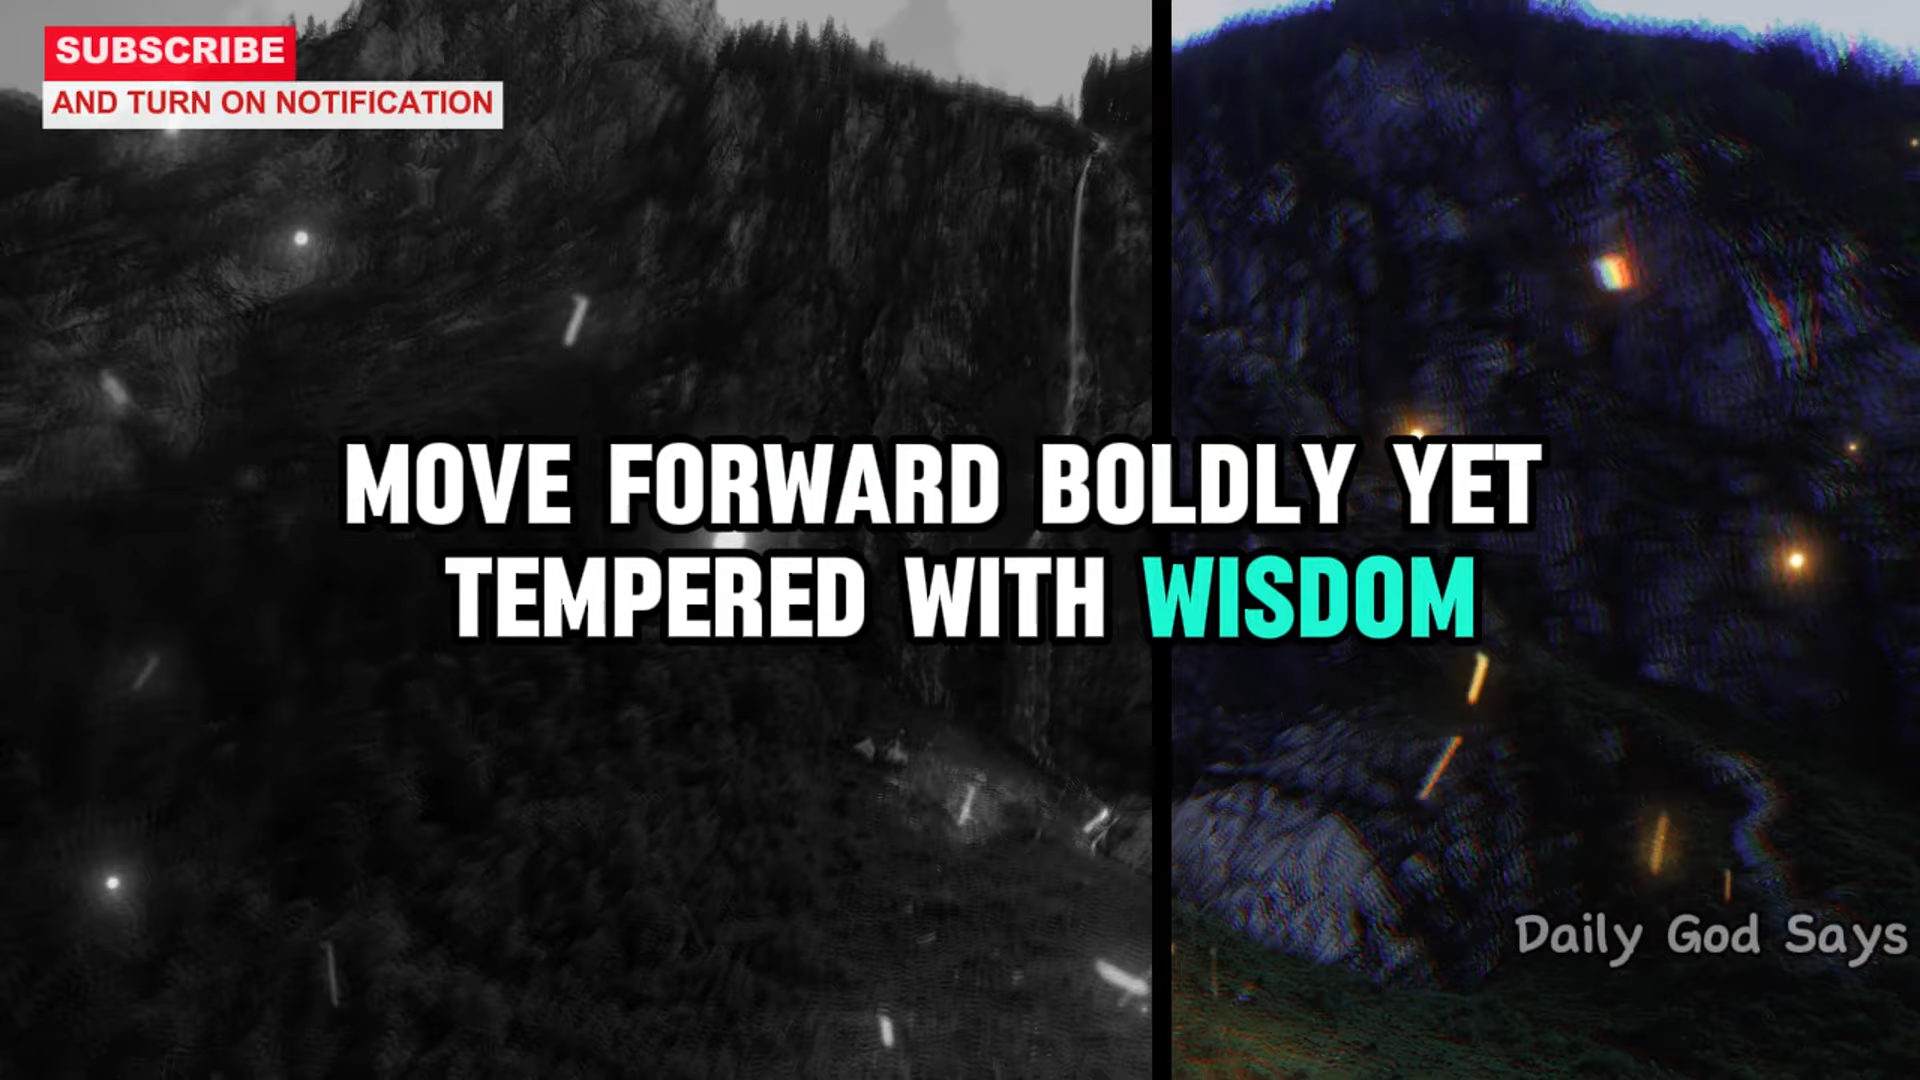 SUBSCRIBE
AND TURN ON NOTIFICATION
MOVE FORWARD BOLDLY YET
TEMPERED WITH WISDOM
Daily God Says